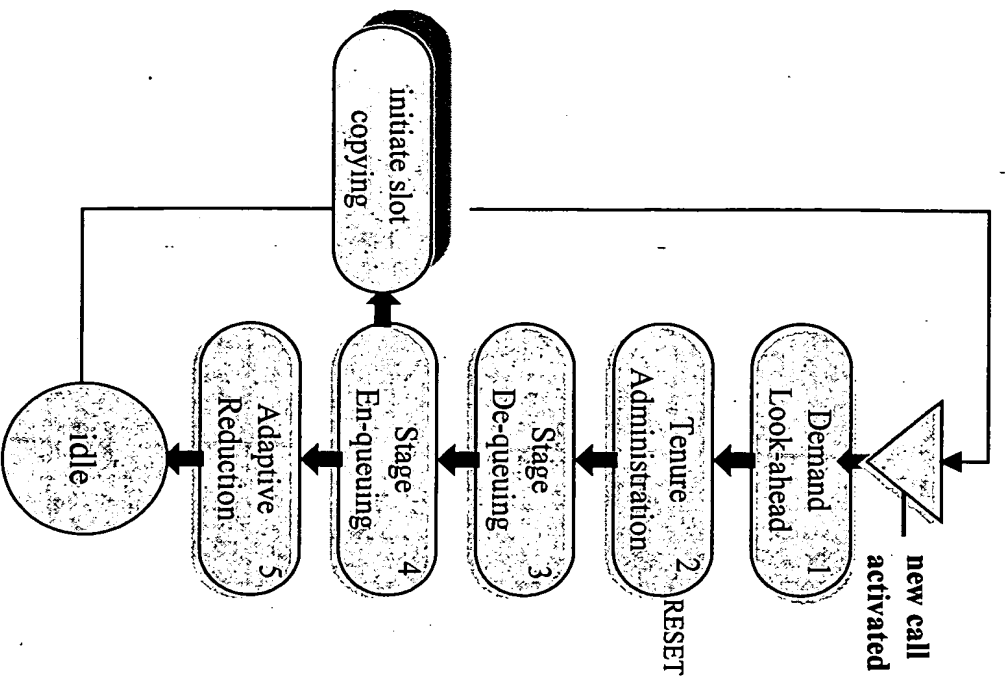 new call
activated
Demand
Look-ahead
1
Tenure
Administration
2
RESET
Stage
De-queuing
3
Stage
En-queuing
4
initiate slot
copying
Adaptive
Reduction
5
idle